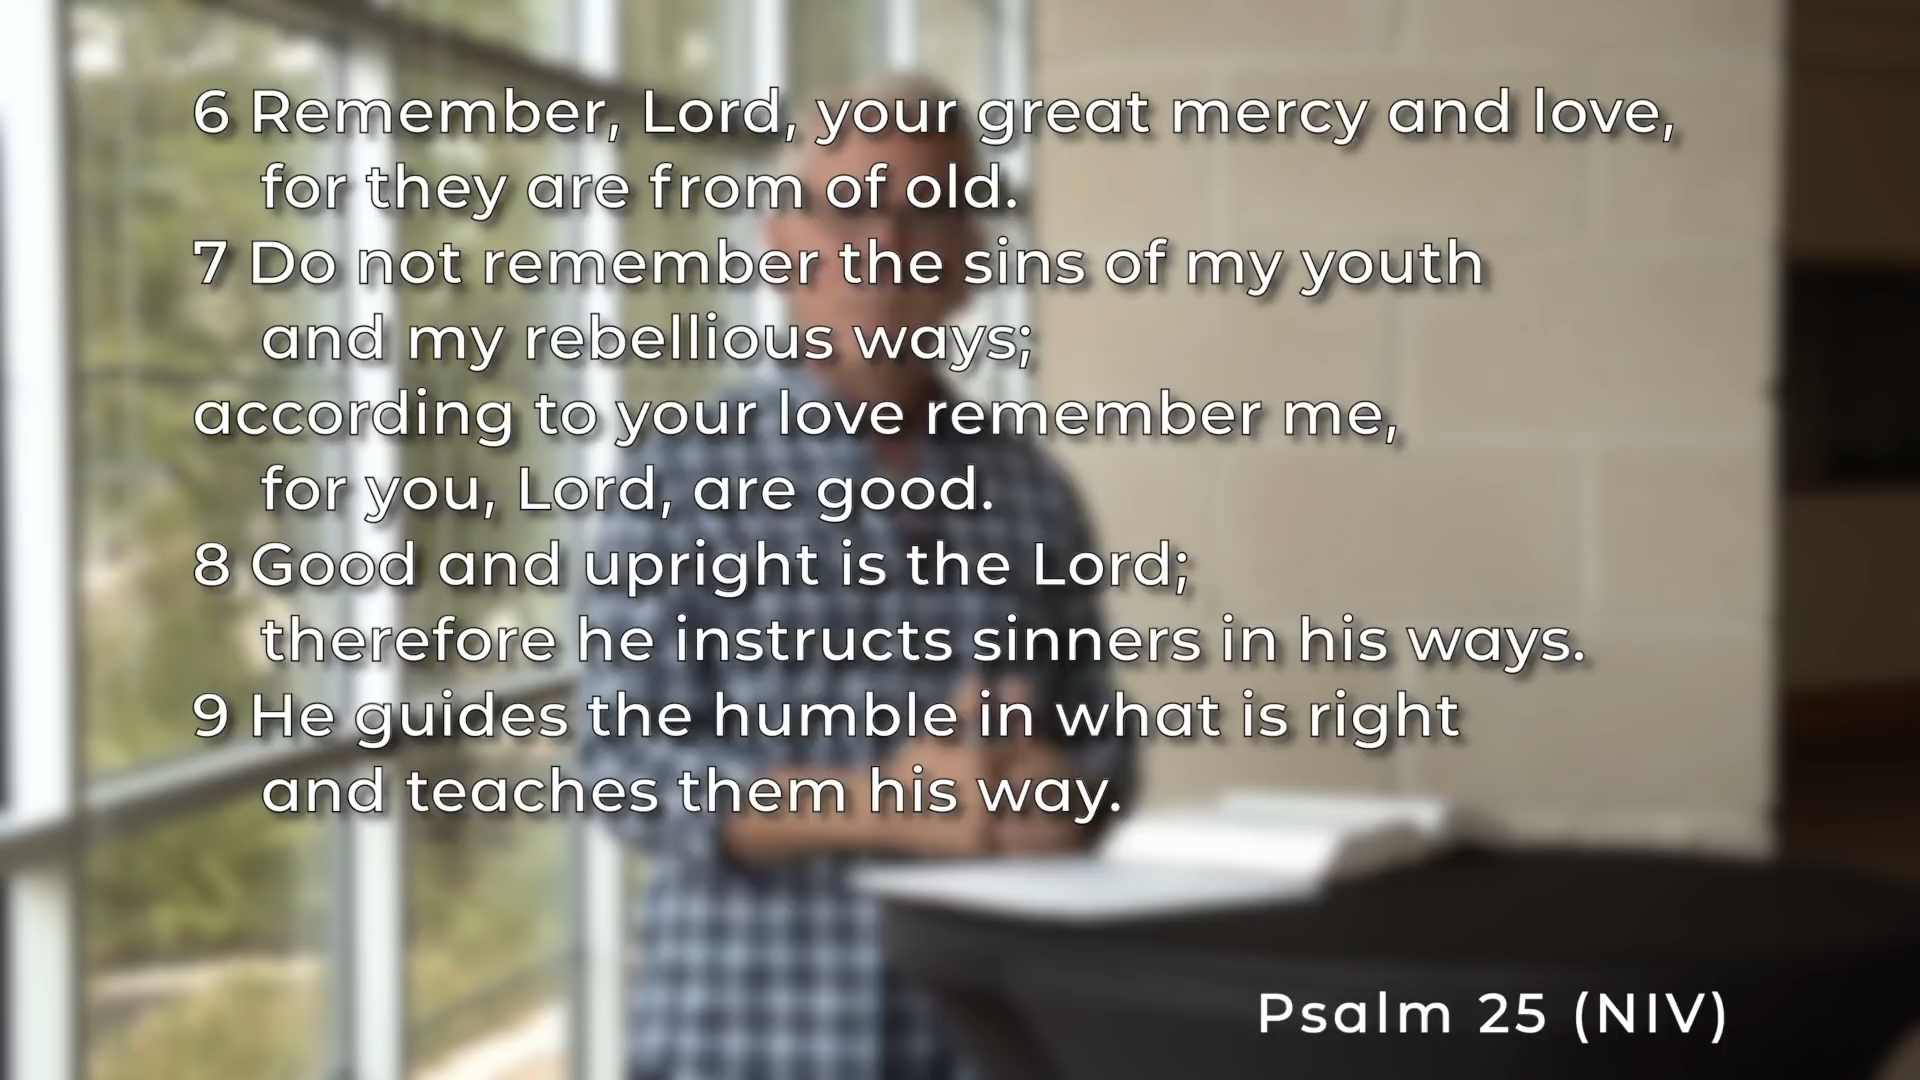 6 Remember, Lord, your great mercy and love,
for they are from of old.
7 Do not remember the sins of my youth
and my rebellious ways;
according to your love remember me,
for you, Lord, are good.
8 Good and upright is the Lord;
therefore he instructs sinners in his ways.
9 He guides the humble in what is right
and teaches them his way.
Psalm 25 (NIV)